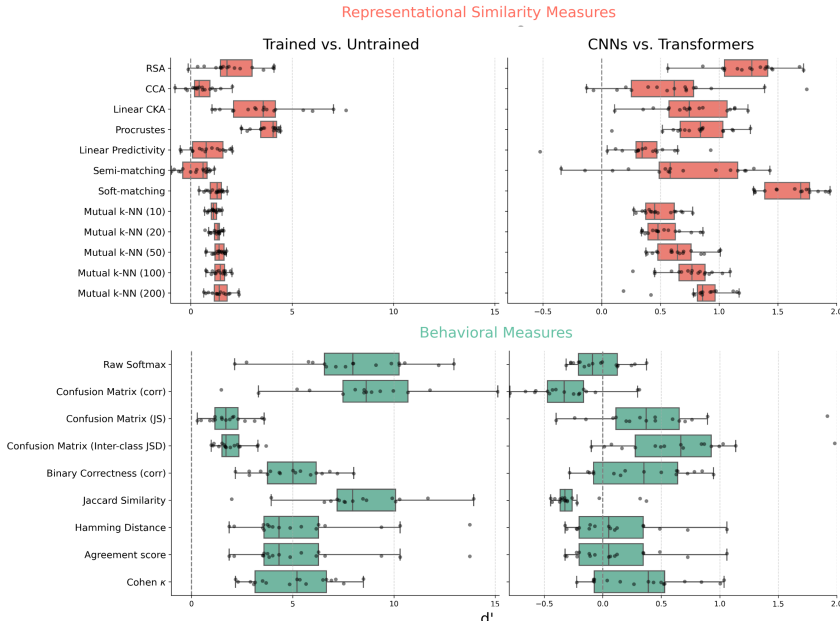 Representational Similarity Measures
Trained vs. Untrained
CNNs vs. Transformers
RSA
CCA
Linear CKA
Procrustes
Linear Predictivity
Semi-matching
Soft-matching
Mutual k-NN (10)
Mutual k-NN (20)
Mutual k-NN (50)
Mutual k-NN (100)
Mutual k-NN (200)
0 5 10 15
−0.5 0.0 0.5 1.0 1.5 2.0
Behavioral Measures
Raw Softmax
Confusion Matrix (corr)
Confusion Matrix (JS)
Confusion Matrix (Inter-class JSD)
Binary Correctness (corr)
Jaccard Similarity
Hamming Distance
Agreement score
Cohen κ
0 5 10 15
−0.5 0.0 0.5 1.0 1.5 2.0
d'